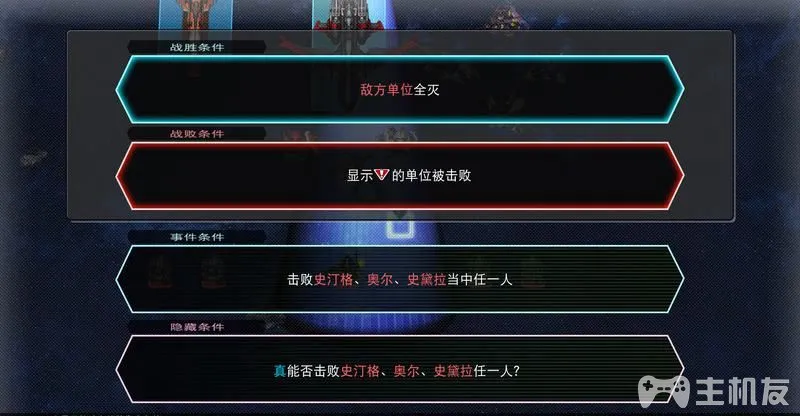 战胜条件
敌方单位全灭
战败条件
显示的单位被击败
事件条件
击败史汀格、奥尔、史黛拉当中任一人
隐藏条件
真能否击败史汀格、奥尔、史黛拉任一人?
主机友